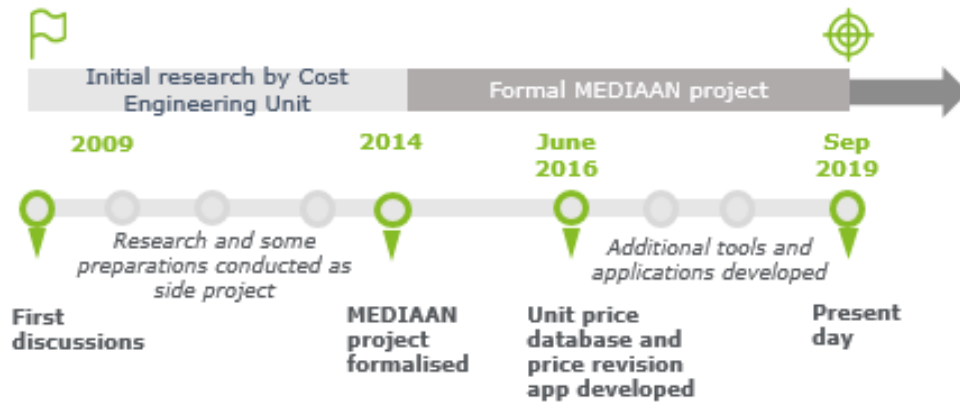 Initial research by Cost
Engineering Unit
Formal MEDIAAN project
2009
2014
June
2016
Sep
2019
Research and some
preparations conducted as
side project
Additional tools and
applications developed
First
discussions
MEDIAAN
project
formalised
Unit price
database and
price revision
app developed
Present
day